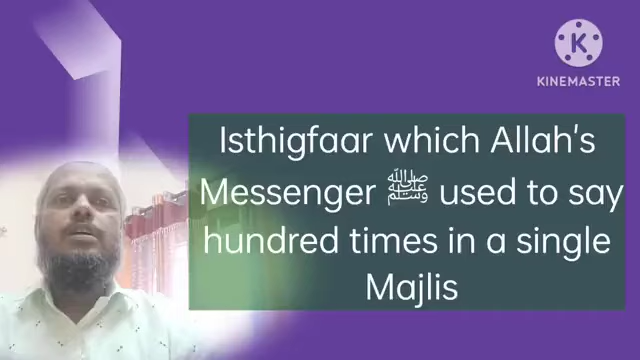 KINEMASTER
Isthigfaar which Allah's
Messenger ﷺ used to say
hundred times in a single
Majlis